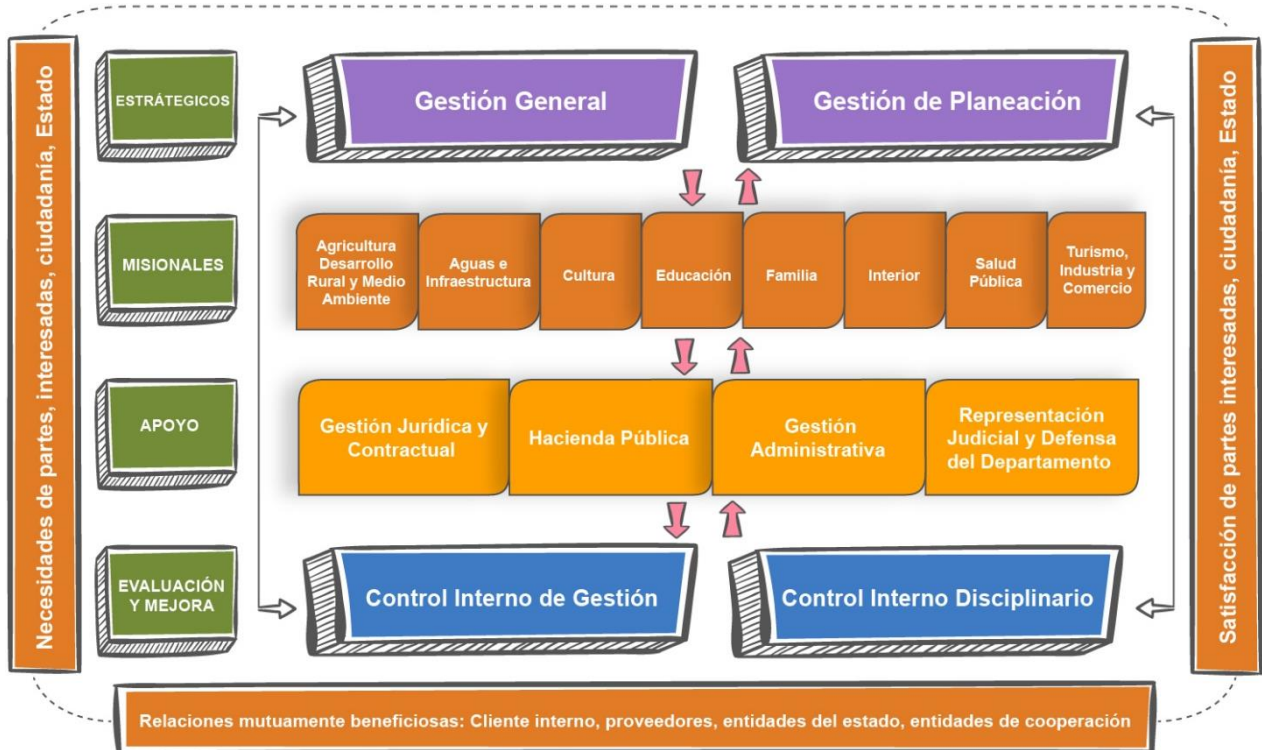 Necesidades de partes, interesadas, ciudadanía, Estado
ESTRÁTEGICOS
Gestión General
Gestión de Planeación
MISIONALES
Agricultura
Desarrollo
Rural y Medio
Ambiente
Aguas e
Infraestructura
Cultura
Educación
Familia
Interior
Salud
Pública
Turismo,
Industria y
Comercio
APOYO
Gestión Jurídica y
Contractual
Hacienda Pública
Gestión
Administrativa
Representación
Judicial y Defensa
del Departamento
EVALUACIÓN
Y MEJORA
Control Interno de Gestión
Control Interno Disciplinario
Satisfacción de partes interesadas, ciudadanía, Estado
Relaciones mutuamente beneficiosas: Cliente interno, proveedores, entidades del estado, entidades de cooperación